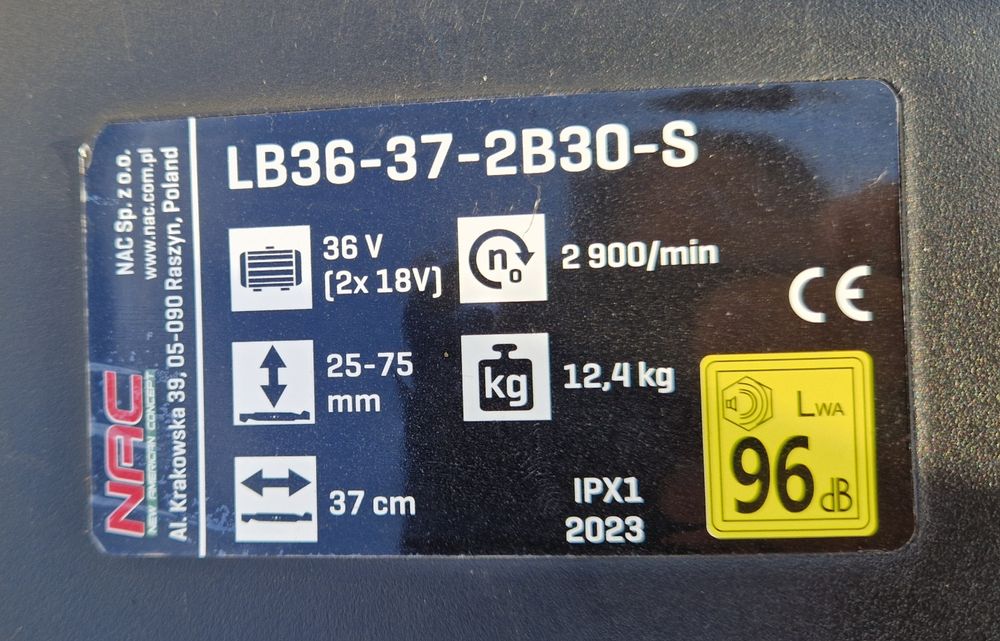 NAC Sp. z o.o.
www.nac.com.pl
Al. Krakowska 39, 05-090 Raszyn, Poland
NAC
NEW AMERICAN CONCEPT
LB36-37-2B30-S
36 V
(2x 18V)
n₀
2 900/min
25-75
mm
kg
12,4 kg
37 cm
IPX1
2023
CE
LWA
96 dB